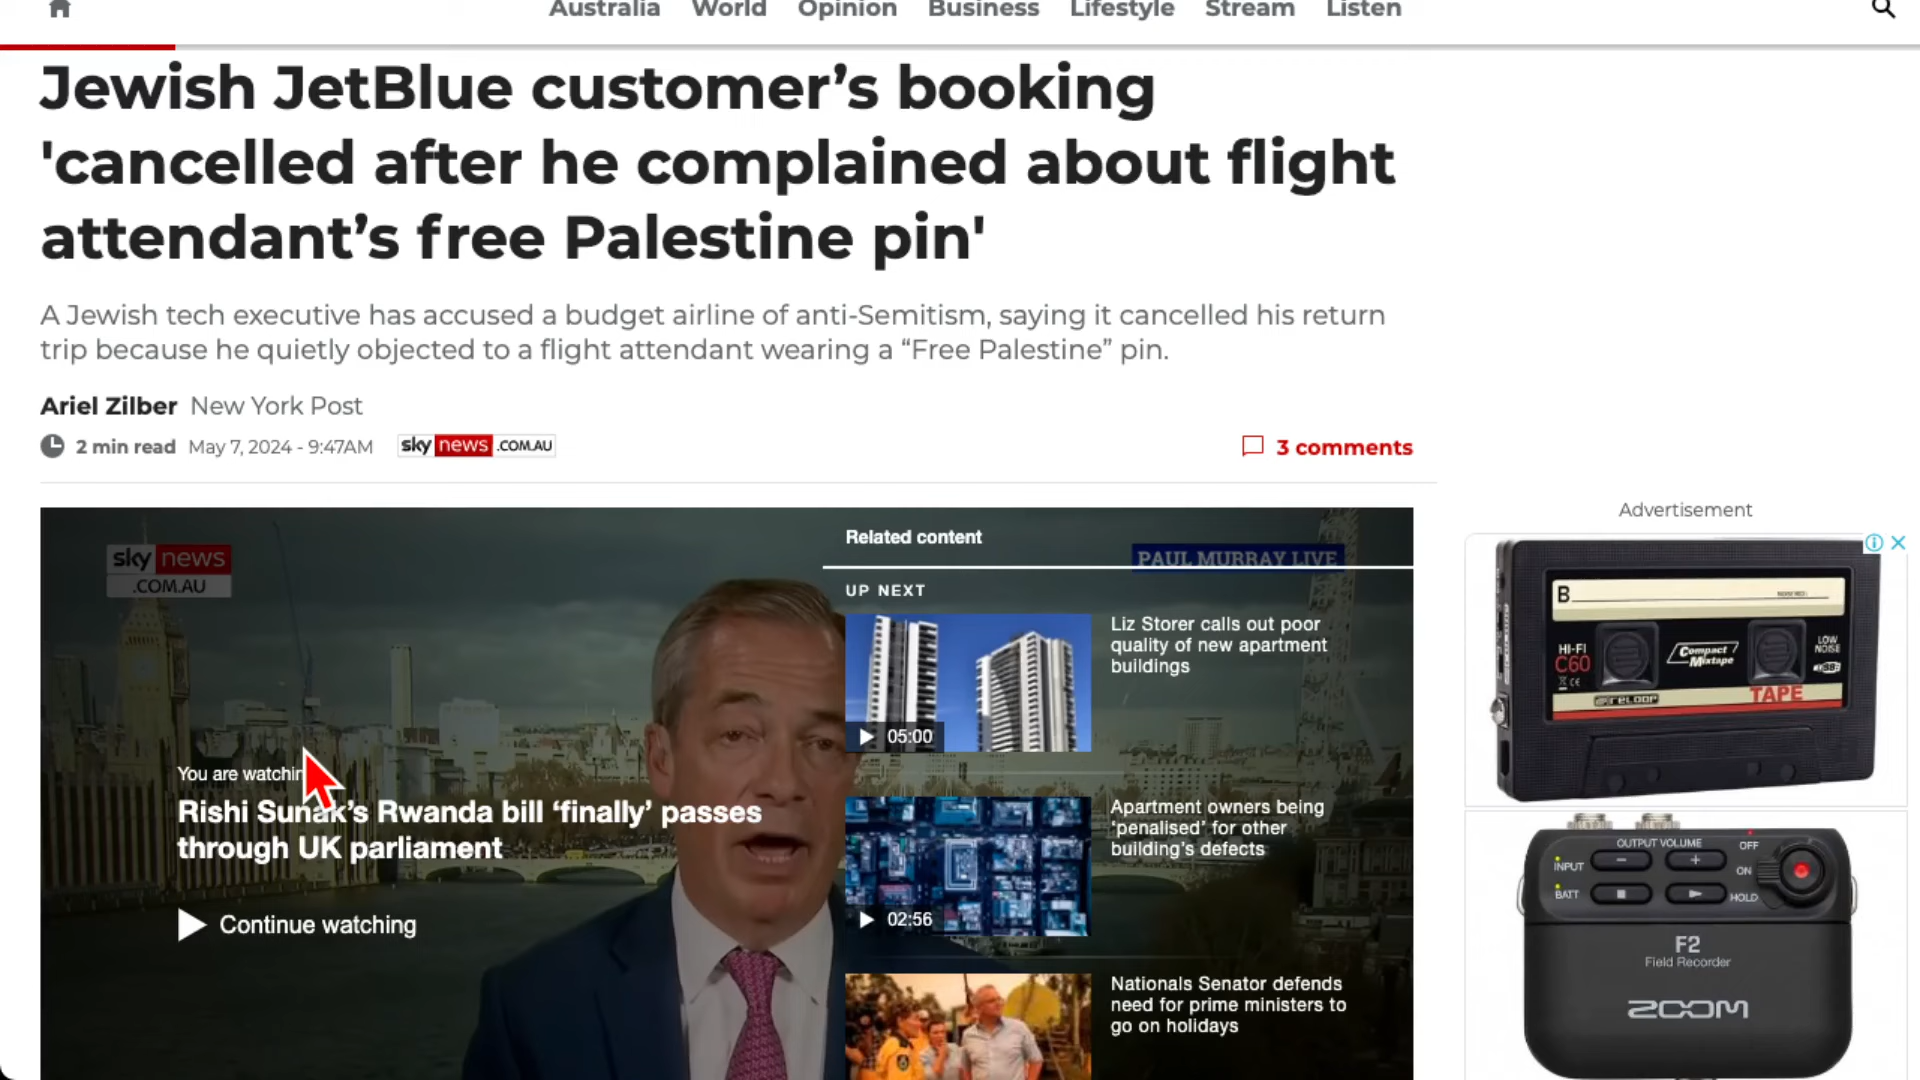 Australia World Opinion Business Lifestyle Stream Listen
Jewish JetBlue customer’s booking
'cancelled after he complained about flight
attendant’s free Palestine pin'
A Jewish tech executive has accused a budget airline of anti-Semitism, saying it cancelled his return
trip because he quietly objected to a flight attendant wearing a “Free Palestine” pin.
Ariel Zilber New York Post
2 min read May 7, 2024 - 9:47AM sky news .COM.AU
3 comments
sky news
.COM.AU
Related content
PAUL MURRAY LIVE
UP NEXT
Liz Storer calls out poor
quality of new apartment
buildings
05:00
You are watchin
Rishi Sunak’s Rwanda bill ‘finally’ passes
through UK parliament
Continue watching
Apartment owners being
‘penalised’ for other
building’s defects
02:56
Nationals Senator defends
need for prime ministers to
go on holidays
Advertisement
B
HI-FI
C60
Compact
Mixtape
LOW
NOISE
RELOOP
TAPE
OUTPUT VOLUME
OFF
INPUT
ON
BATT
HOLD
F2
Field Recorder
ZOOM